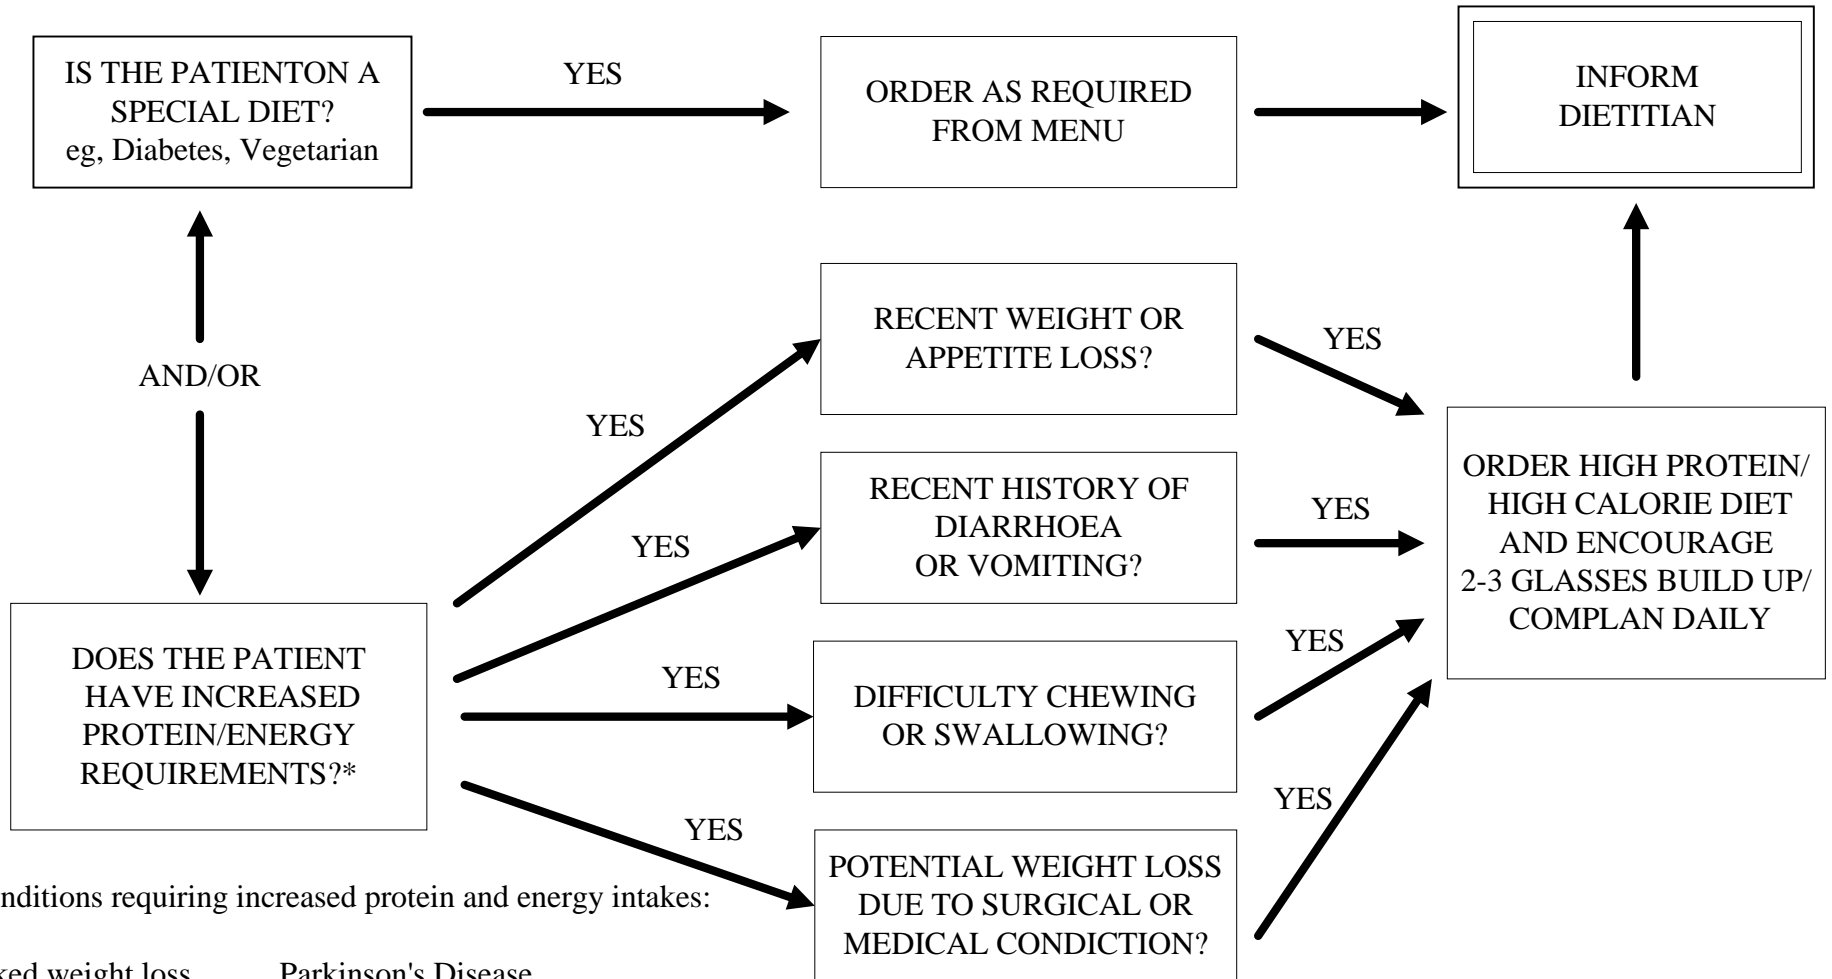 IS THE PATIENTON A
SPECIAL DIET?
eg, Diabetes, Vegetarian
YES
ORDER AS REQUIRED
FROM MENU
INFORM
DIETITIAN
AND/OR
RECENT WEIGHT OR
APPETITE LOSS?
YES
YES
RECENT HISTORY OF
DIARRHOEA
OR VOMITING?
YES
YES
ORDER HIGH PROTEIN/
HIGH CALORIE DIET
AND ENCOURAGE
2-3 GLASSES BUILD UP/
COMPLAN DAILY
DOES THE PATIENT
HAVE INCREASED
PROTEIN/ENERGY
REQUIREMENTS?*
YES
DIFFICULTY CHEWING
OR SWALLOWING?
YES
YES
POTENTIAL WEIGHT LOSS
DUE TO SURGICAL OR
MEDICAL CONDICTION?
YES
nditions requiring increased protein and energy intakes:
ked weight loss Parkinson's Disease